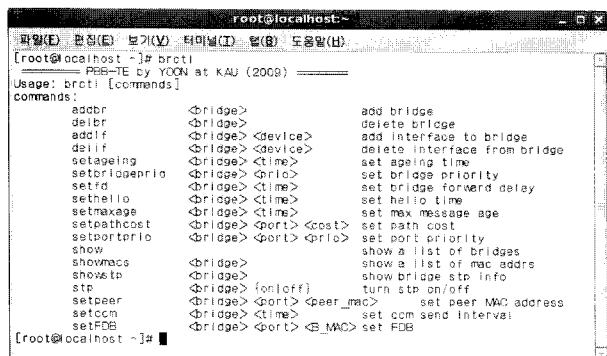 root@localhost:~
파일(F) 편집(E) 보기(V) 터미널(T) 탭(B) 도움말(H)
[root@localhost ~]# brctl
========= PBB-TE by YOON at KAU (2009) =========
Usage: brctl [commands]
commands:
addbr <bridge> add bridge
delbr <bridge> delete bridge
addif <bridge> <device> add interface to bridge
delif <bridge> <device> delete interface from bridge
setageing <bridge> <time> set ageing time
setbridgeprio <bridge> <prio> set bridge priority
setfd <bridge> <time> set bridge forward delay
sethello <bridge> <time> set hello time
setmaxage <bridge> <time> set max message age
setpathcost <bridge> <port> <cost> set path cost
setportprio <bridge> <port> <prio> set port priority
show show a list of bridges
showmacs <bridge> show a list of mac addrs
showstp <bridge> show bridge stp info
stp <bridge> {on|off} turn stp on/off
setpeer <bridge> <port> <peer_mac> set peer MAC address
setccm <bridge> <time> set ccm send interval
setFDB <bridge> <port> <B_MAC> set FDB
[root@localhost ~]#